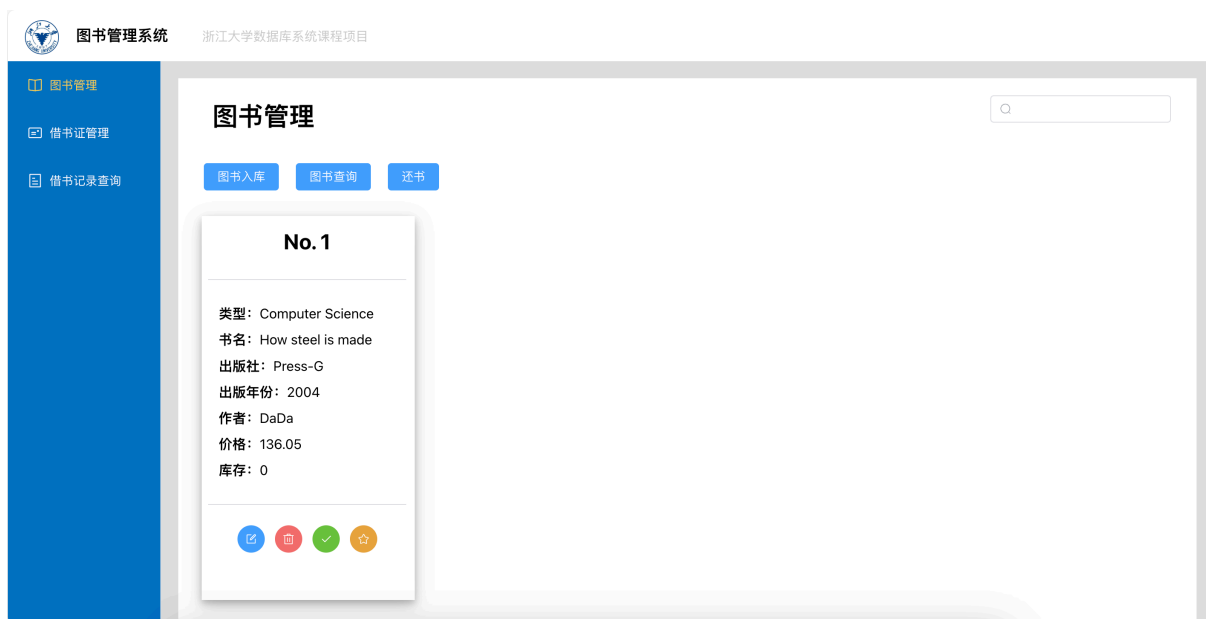 图书管理系统 浙江大学数据库系统课程项目
图书管理
借书证管理
借书记录查询
图书管理
图书入库 图书查询 还书
No. 1
类型：Computer Science
书名：How steel is made
出版社：Press-G
出版年份：2004
作者：DaDa
价格：136.05
库存：0